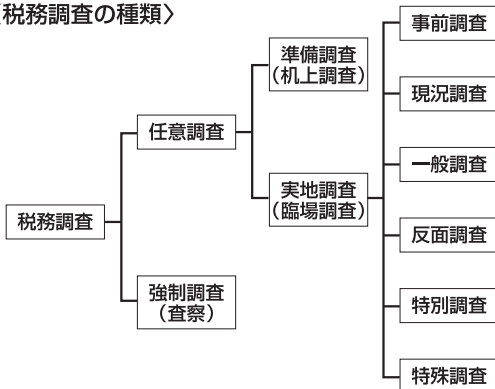 税務調査の種類〉
税務調査
任意調査
強制調査
(査察)
準備調査
(机上調査)
実地調査
(臨場調査)
事前調査
現況調査
一般調査
反面調査
特別調査
特殊調査